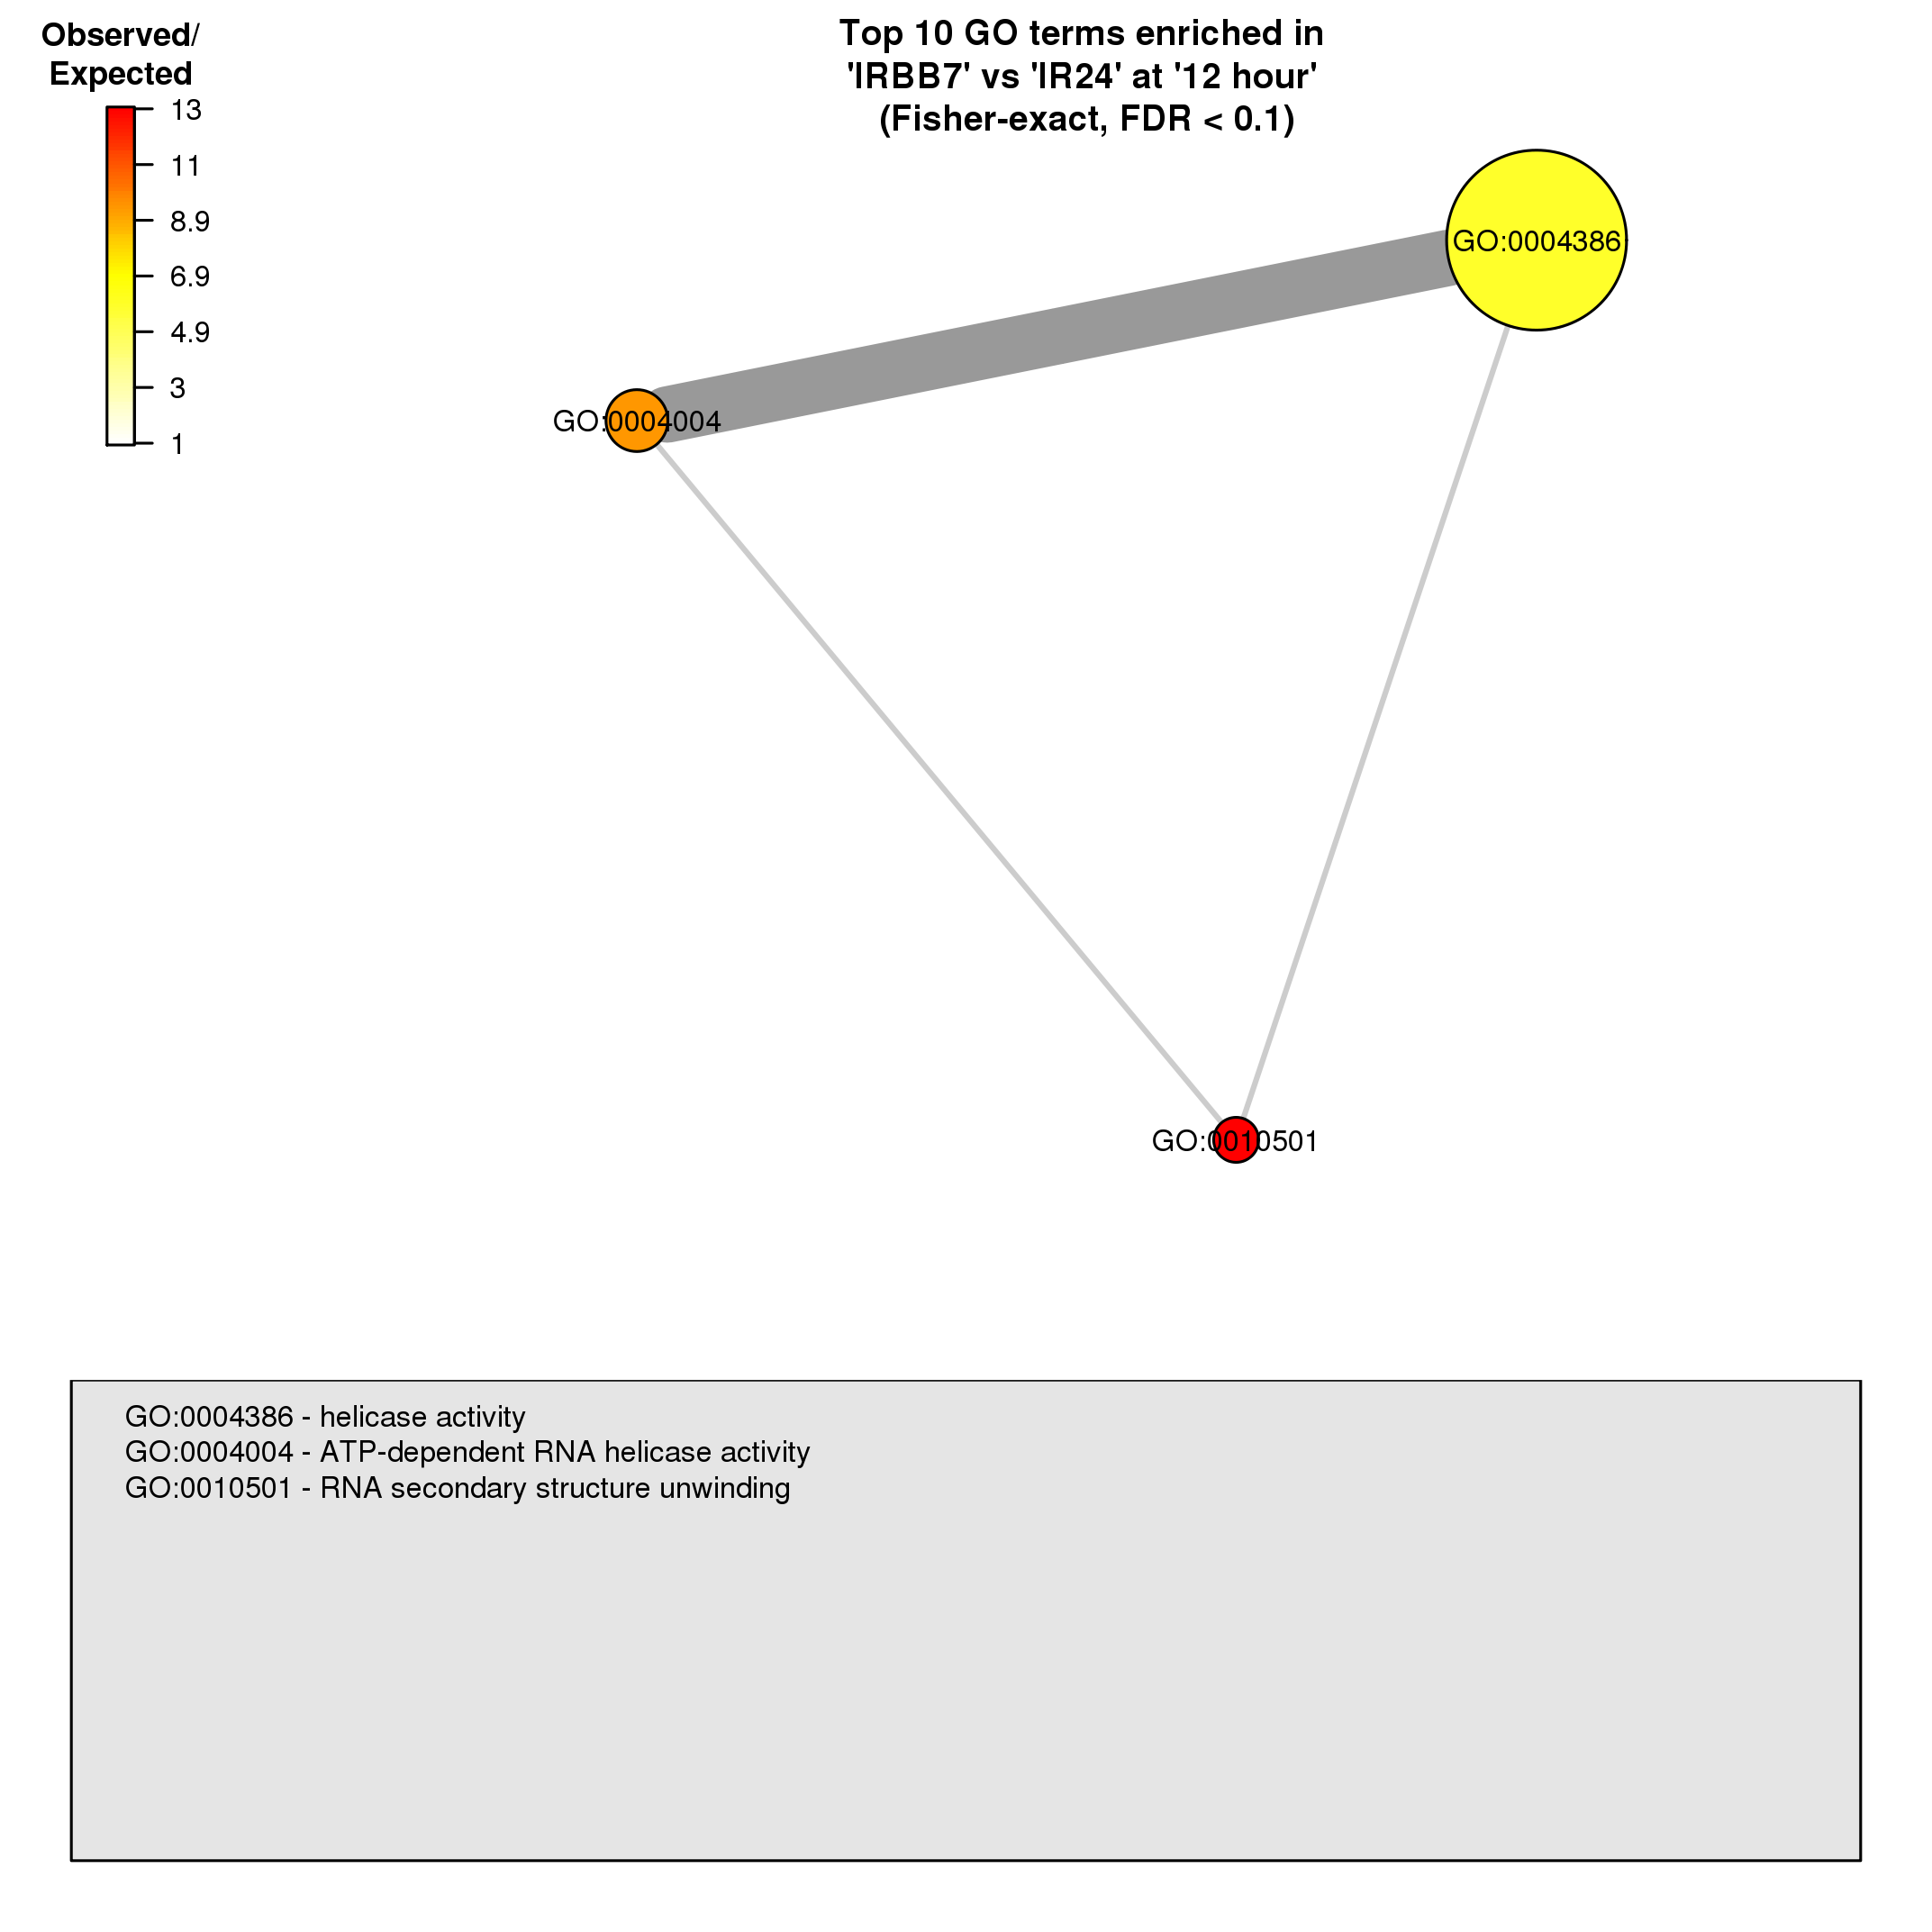 Observed/
Expected
13
11
8.9
6.9
4.9
3
1
Top 10 GO terms enriched in
'IRBB7' vs 'IR24' at '12 hour'
(Fisher-exact, FDR < 0.1)
GO:0004386
GO:0004004
GO:0010501
GO:0004386 - helicase activity
GO:0004004 - ATP-dependent RNA helicase activity
GO:0010501 - RNA secondary structure unwinding